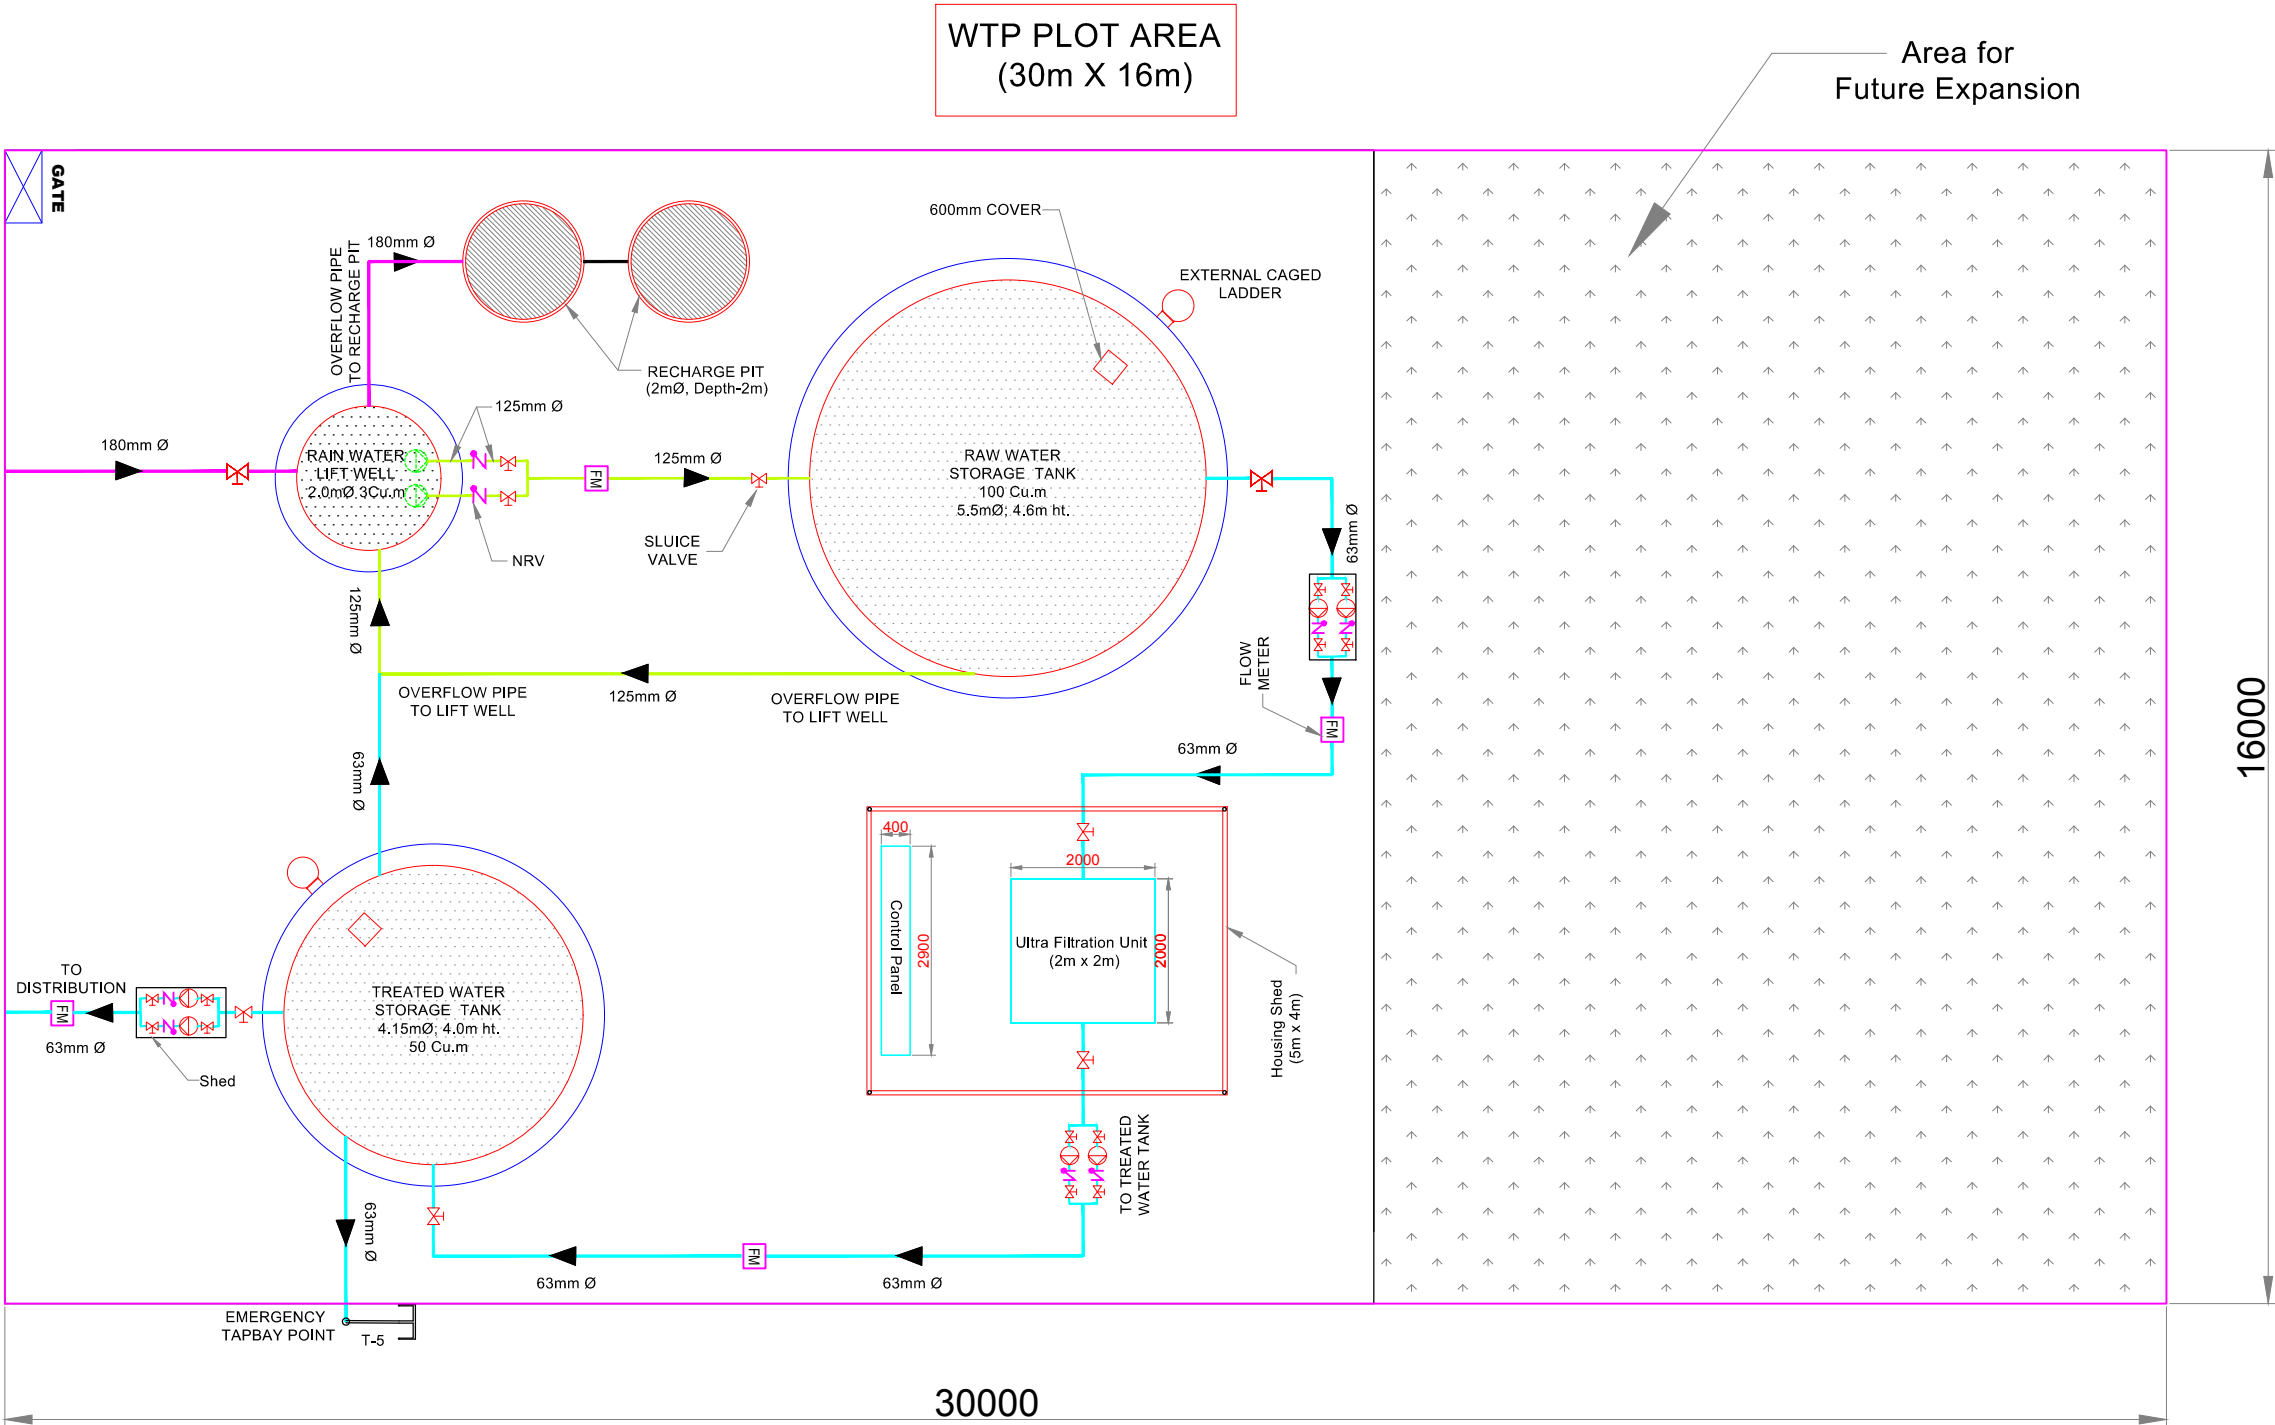 WTP PLOT AREA
(30m X 16m)
Area for
Future Expansion
GATE
180mm Ø
OVERFLOW PIPE
TO RECHARGE PIT
600mm COVER
EXTERNAL CAGED
LADDER
RECHARGE PIT
(2mØ, Depth-2m)
125mm Ø
180mm Ø
RAIN WATER
LIFT WELL
2.0mØ 3Cu.m
FM
125mm Ø
RAW WATER
STORAGE TANK
100 Cu.m
5.5mØ; 4.6m ht.
SLUICE
VALVE
NRV
63mm Ø
125mm Ø
FLOW
METER
FM
OVERFLOW PIPE
TO LIFT WELL
125mm Ø
OVERFLOW PIPE
TO LIFT WELL
16000
63mm Ø
63mm Ø
400
2000
Control Panel
2900
Ultra Filtration Unit
(2m x 2m)
2000
Housing Shed
(5m x 4m)
TO
DISTRIBUTION
FM
63mm Ø
Shed
TREATED WATER
STORAGE TANK
4.15mØ; 4.0m ht.
50 Cu.m
TO TREATED
WATER TANK
63mm Ø
FM
63mm Ø
63mm Ø
EMERGENCY
TAPBAY POINT
T-5
30000